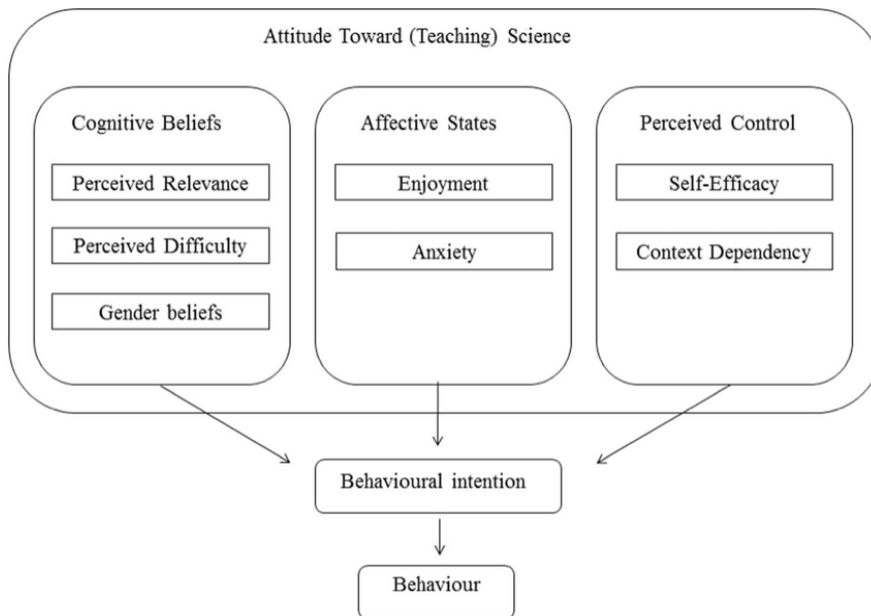 Attitude Toward (Teaching) Science
Cognitive Beliefs
Perceived Relevance
Perceived Difficulty
Gender beliefs
Affective States
Enjoyment
Anxiety
Perceived Control
Self-Efficacy
Context Dependency
Behavioural intention
Behaviour